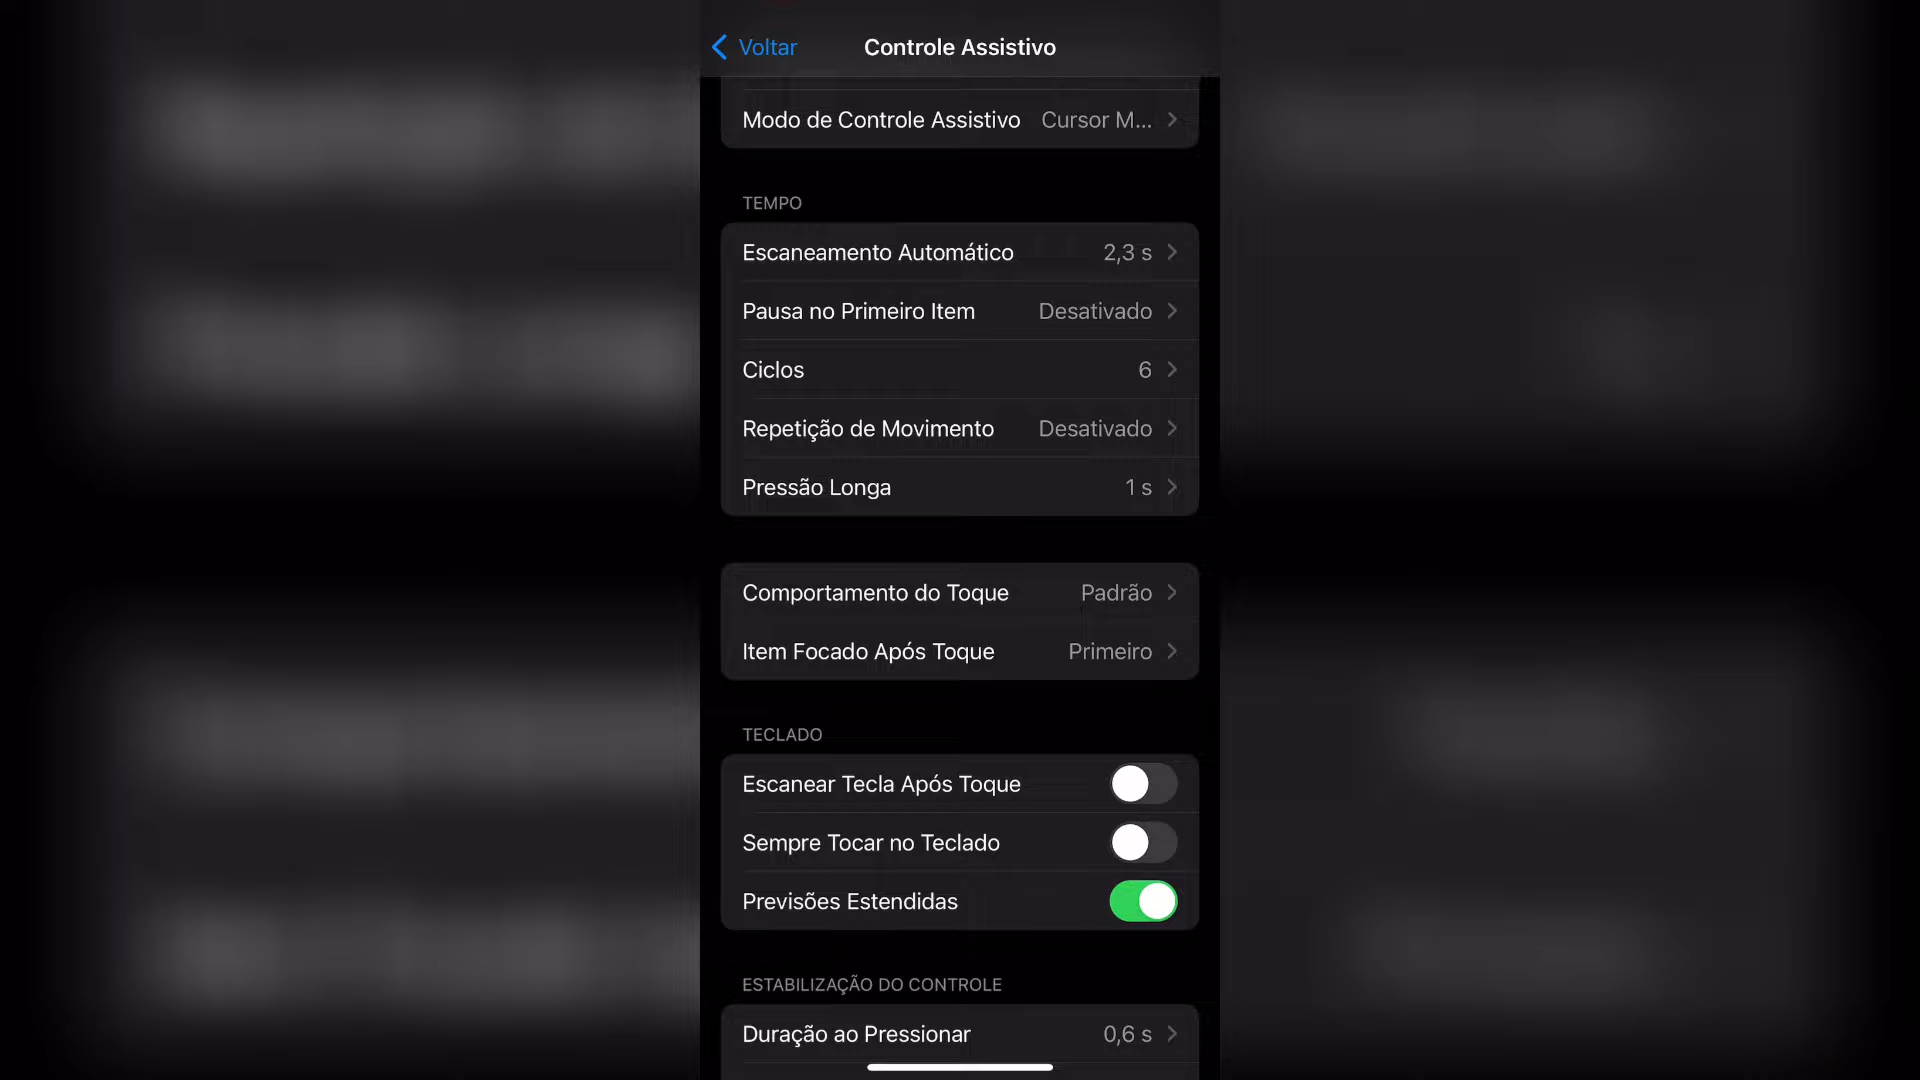 Voltar Controle Assistivo
Modo de Controle Assistivo Cursor M...
TEMPO
Escaneamento Automático 2,3 s
Pausa no Primeiro Item Desativado
Ciclos 6
Repetição de Movimento Desativado
Pressão Longa 1 s
Comportamento do Toque Padrão
Item Focado Após Toque Primeiro
TECLADO
Escanear Tecla Após Toque
Sempre Tocar no Teclado
Previsões Estendidas
ESTABILIZAÇÃO DO CONTROLE
Duração ao Pressionar 0,6 s